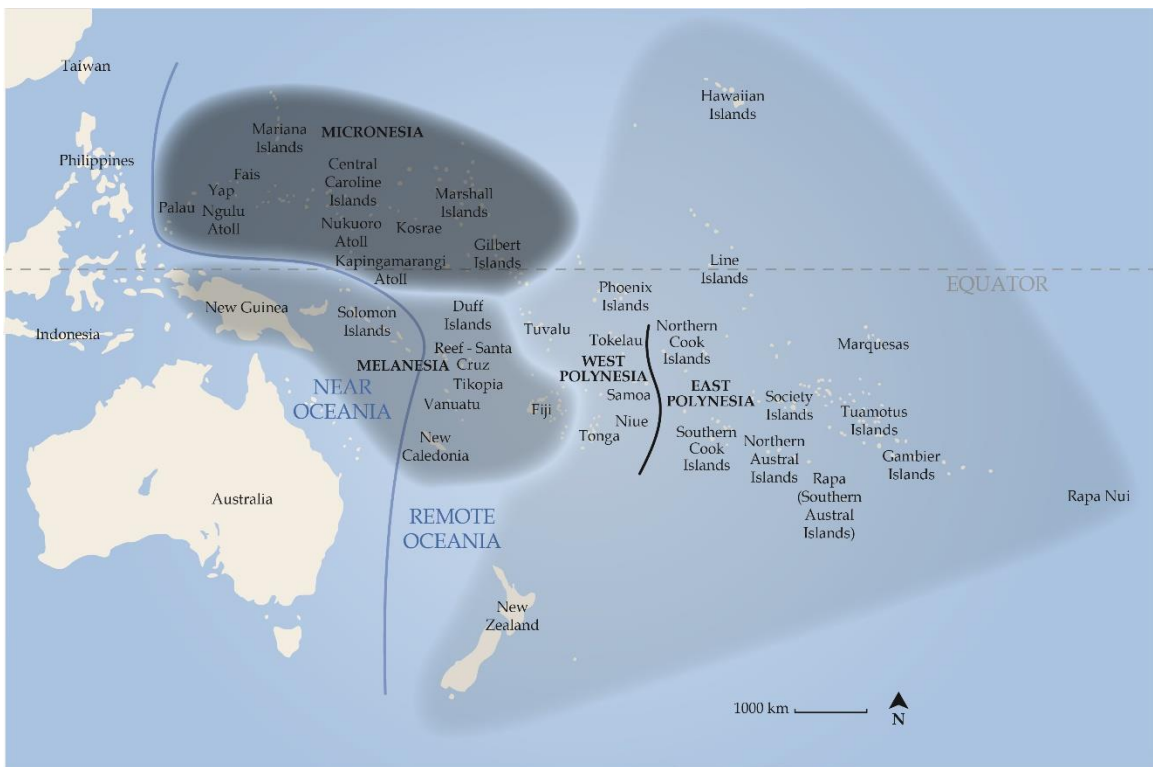 Taiwan
Hawaiian
Islands
Mariana
Islands
MICRONESIA
Philippines
Fais
Central
Caroline
Islands
Yap
Palau
Ngulu
Atoll
Marshall
Islands
Nukuoro
Atoll
Kosrae
Gilbert
Islands
Kapingamarangi
Atoll
Line
Islands
EQUATOR
Phoenix
Islands
New Guinea
Solomon
Islands
Duff
Islands
Indonesia
Tuvalu
Tokelau
Northern
Cook
Islands
Marquesas
Reef - Santa
Cruz
MELANESIA
Tikopia
WEST
POLYNESIA
EAST
POLYNESIA
NEAR
OCEANIA
Vanuatu
Fiji
Samoa
Society
Islands
Tuamotus
Islands
Niue
Tonga
New
Caledonia
Southern
Cook
Islands
Northern
Austral
Islands
Gambier
Islands
Rapa
(Southern
Austral
Islands)
Rapa Nui
Australia
REMOTE
OCEANIA
New
Zealand
1000 km
N